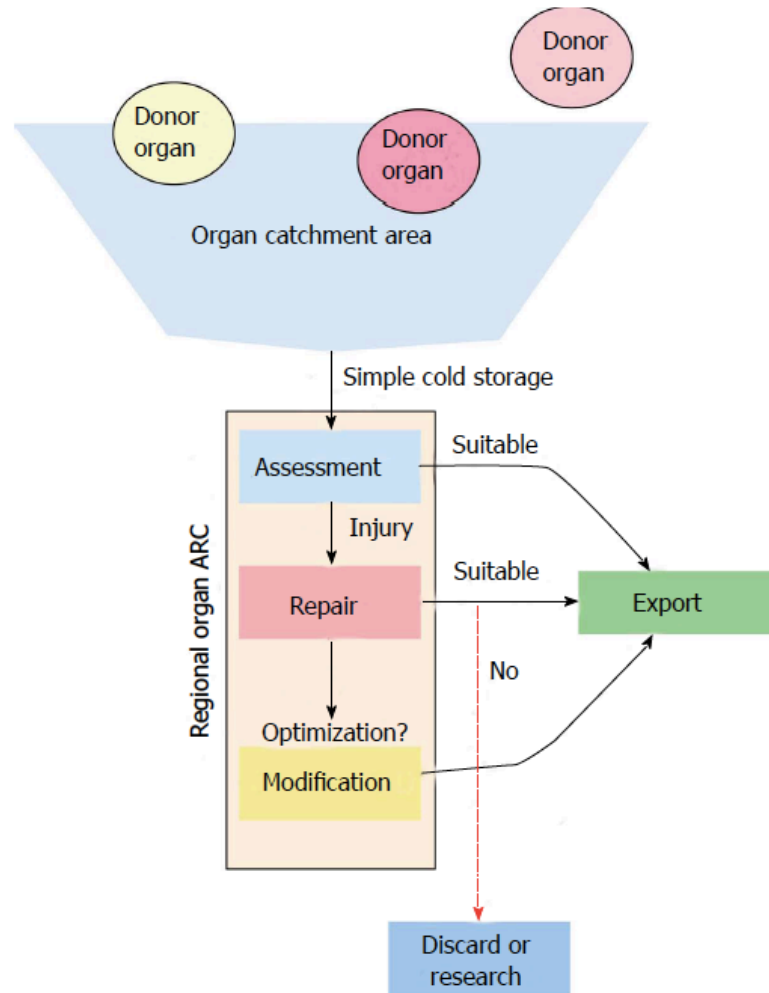 Donor
organ
Donor
organ
Donor
organ
Organ catchment area
Simple cold storage
Assessment
Suitable
Injury
Regional organ ARC
Repair
Suitable
Export
No
Optimization?
Modification
Discard or
research